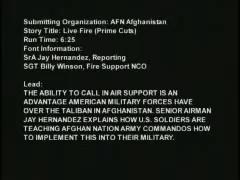 Submitting Organization: AFN Afghanistan
Story Title: Live Fire (Prime Cuts)
Run Time: 6:25
Font Information:
SrA Jay Hernandez, Reporting
SGT Billy Winson, Fire Support NCO
Lead:
THE ABILITY TO CALL IN AIR SUPPORT IS AN
ADVANTAGE AMERICAN MILITARY FORCES HAVE
OVER THE TALIBAN IN AFGANISTAN. SENIOR AIRMAN
JAY HERNANDEZ EXPLAINS HOW U.S. SOLDIERS ARE
TEACHING AFGHAN NATION ARMY COMMANDOS HOW
TO IMPLEMENT THIS INTO THEIR MILITARY.